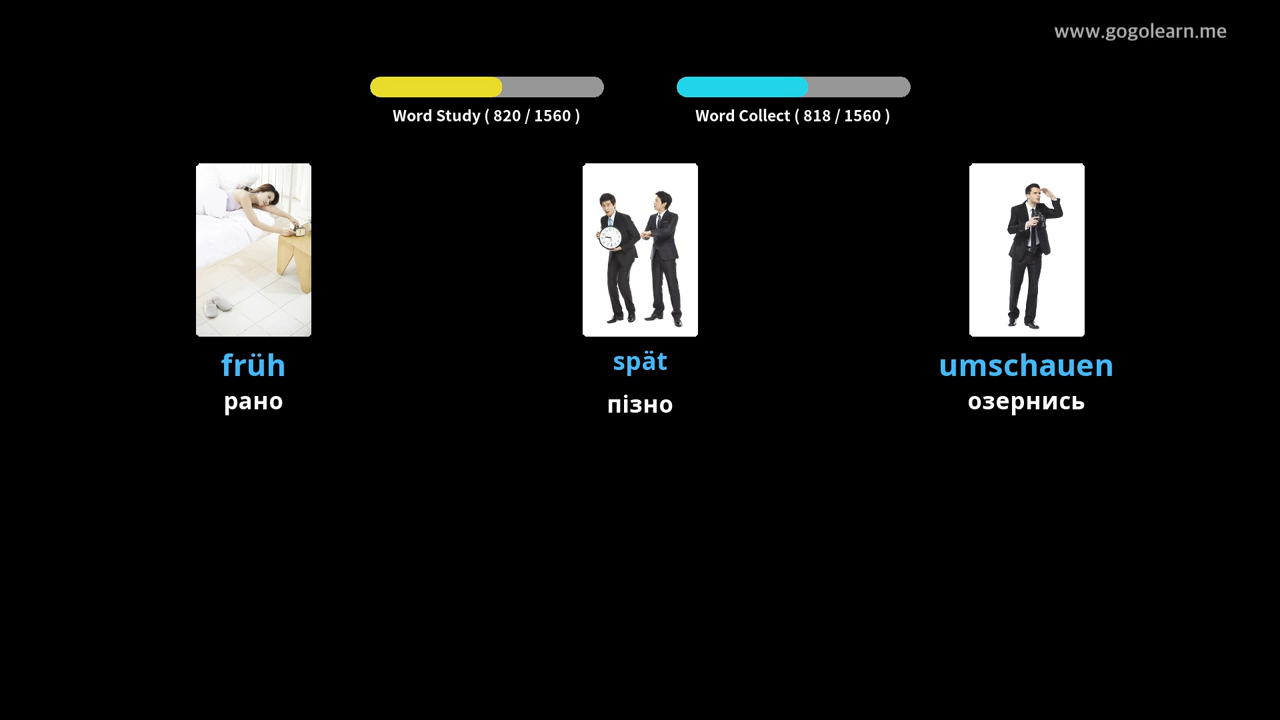 www.gogolearn.me
Word Study ( 820 / 1560 )
Word Collect ( 818 / 1560 )
früh
рано
spät
пізно
umschauen
озернись